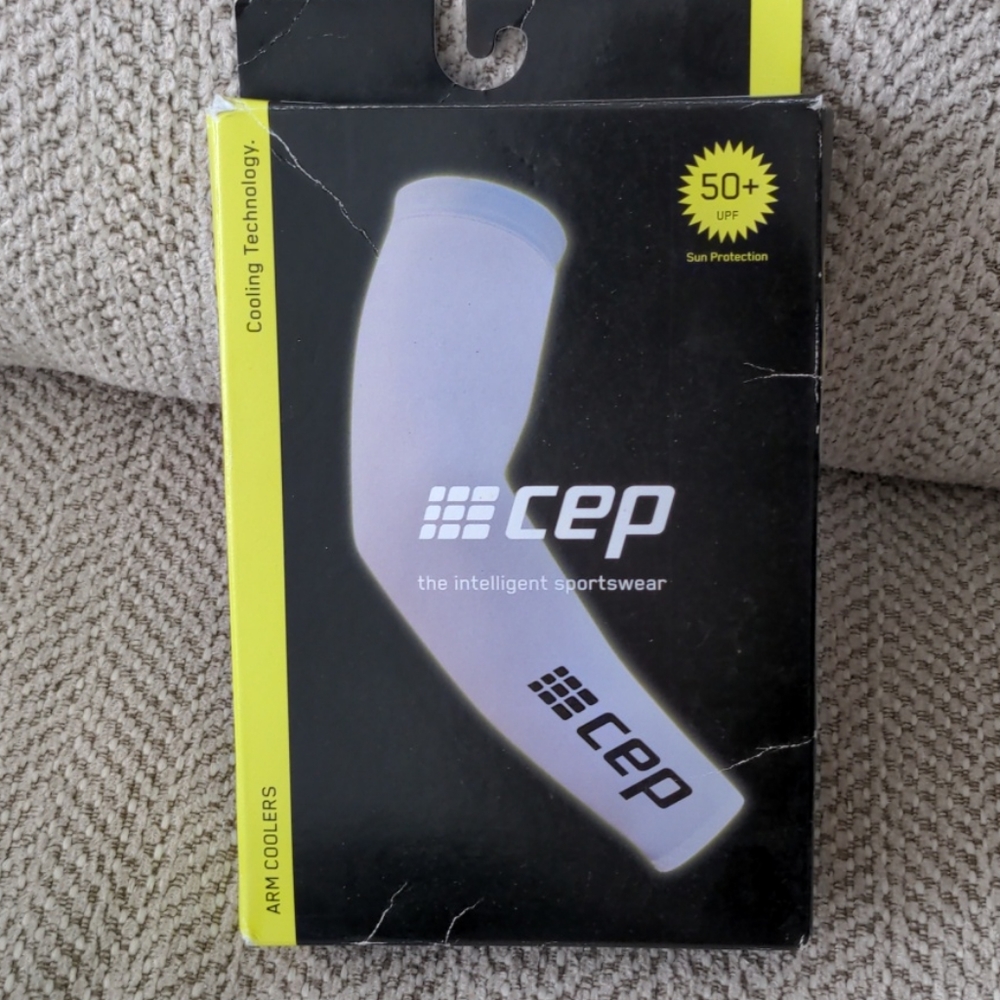 Cooling Technology.
50+
UPF
Sun Protection
cep
the intelligent sportswear
cep
ARM COOLERS